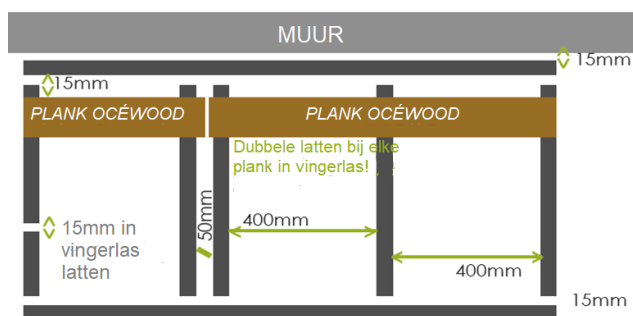 MUUR
15mm
15mm
PLANK OCÉWOOD
PLANK OCÉWOOD
Dubbele latten bij elke
plank in vingerlas!
50mm
400mm
15mm in
vingerlas
latten
400mm
15mm